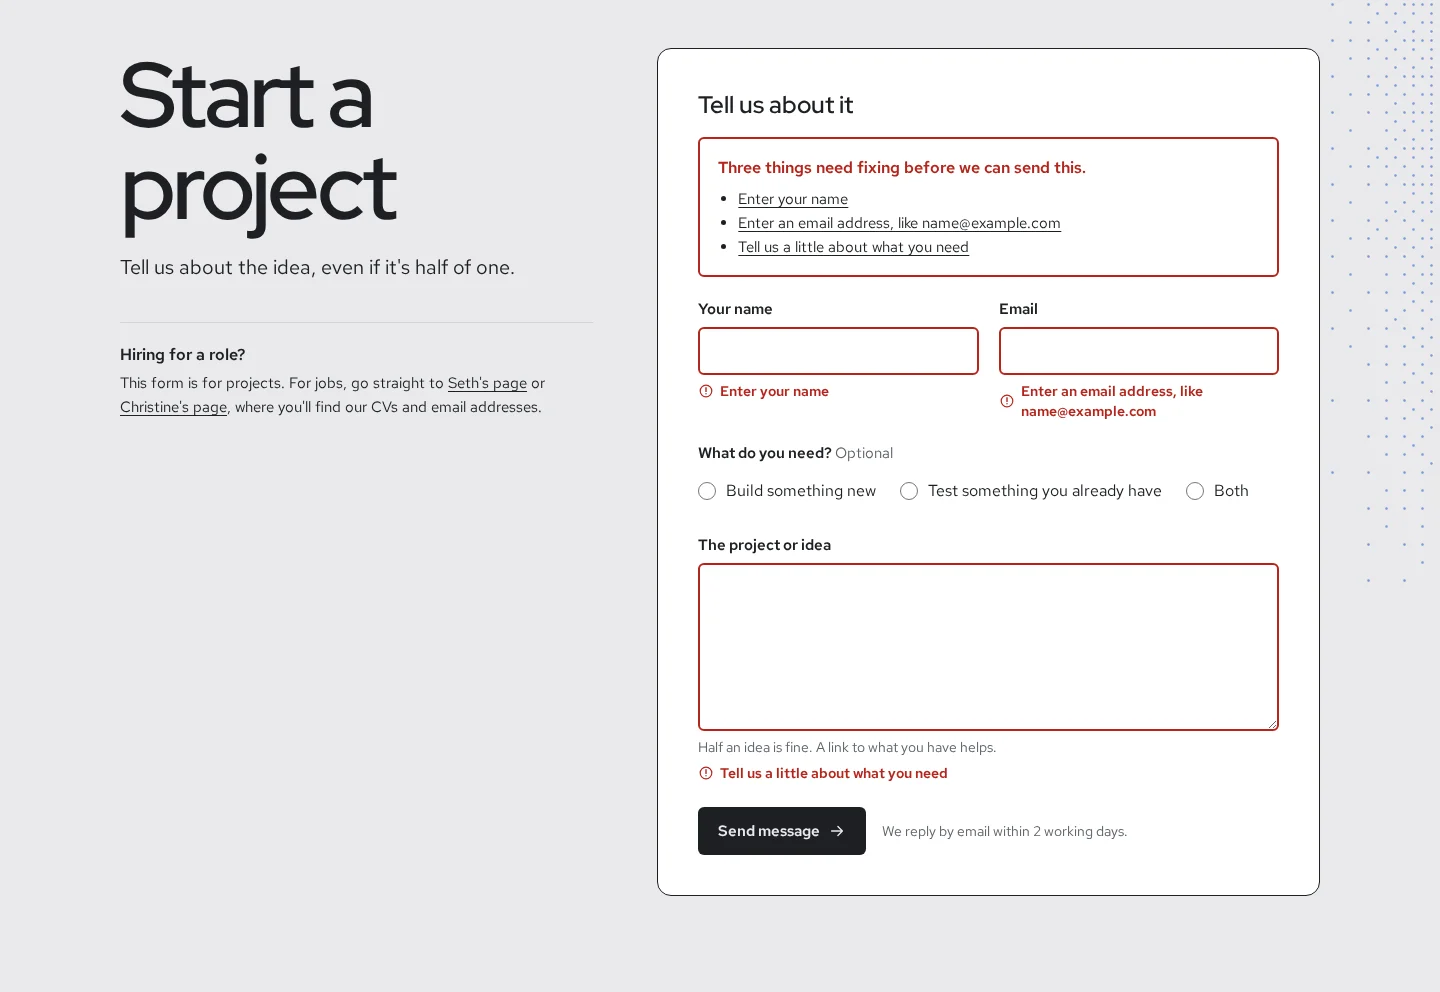 Start a
project
Tell us about the idea, even if it's half of one.
Hiring for a role?
This form is for projects. For jobs, go straight to Seth's page or
Christine's page, where you'll find our CVs and email addresses.
Tell us about it
Three things need fixing before we can send this.
Enter your name
Enter an email address, like name@example.com
Tell us a little about what you need
Your name
Enter your name
Email
Enter an email address, like
name@example.com
What do you need? Optional
Build something new
Test something you already have
Both
The project or idea
Half an idea is fine. A link to what you have helps.
Tell us a little about what you need
Send message
We reply by email within 2 working days.